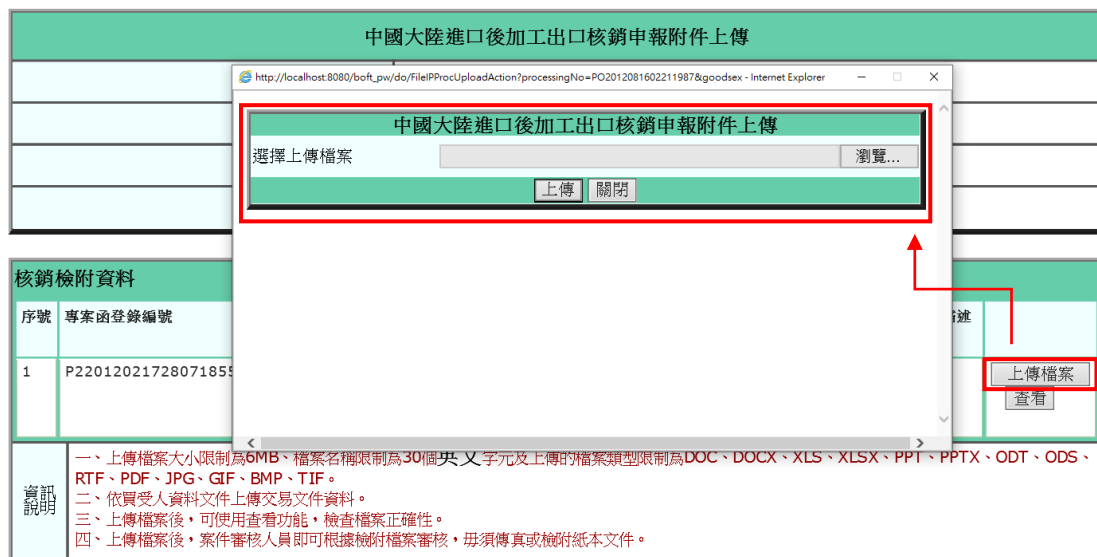 中國大陸進口後加工出口核銷申報附件上傳
http://localhost:8080/boft_pw/do/FileIPProcUploadAction?processingNo=PO2012081602211987&goodsex - Internet Explorer
中國大陸進口後加工出口核銷申報附件上傳
選擇上傳檔案
瀏覽...
上傳 關閉
核銷檢附資料
序號 專案函登錄編號 述
1 P22012021728071855
上傳檔案
查看
資訊說明
一、上傳檔案大小限制為6MB、檔案名稱限制為30個英文字元及上傳的檔案類型限制為DOC、DOCX、XLS、XLSX、PPT、PPTX、ODT、ODS、
RTF、PDF、JPG、GIF、BMP、TIF。
二、依買受人資料文件上傳交易文件資料。
三、上傳檔案後，可使用查看功能，檢查檔案正確性。
四、上傳檔案後，案件審核人員即可根據檢附檔案審核，毋須傳真或檢附紙本文件。